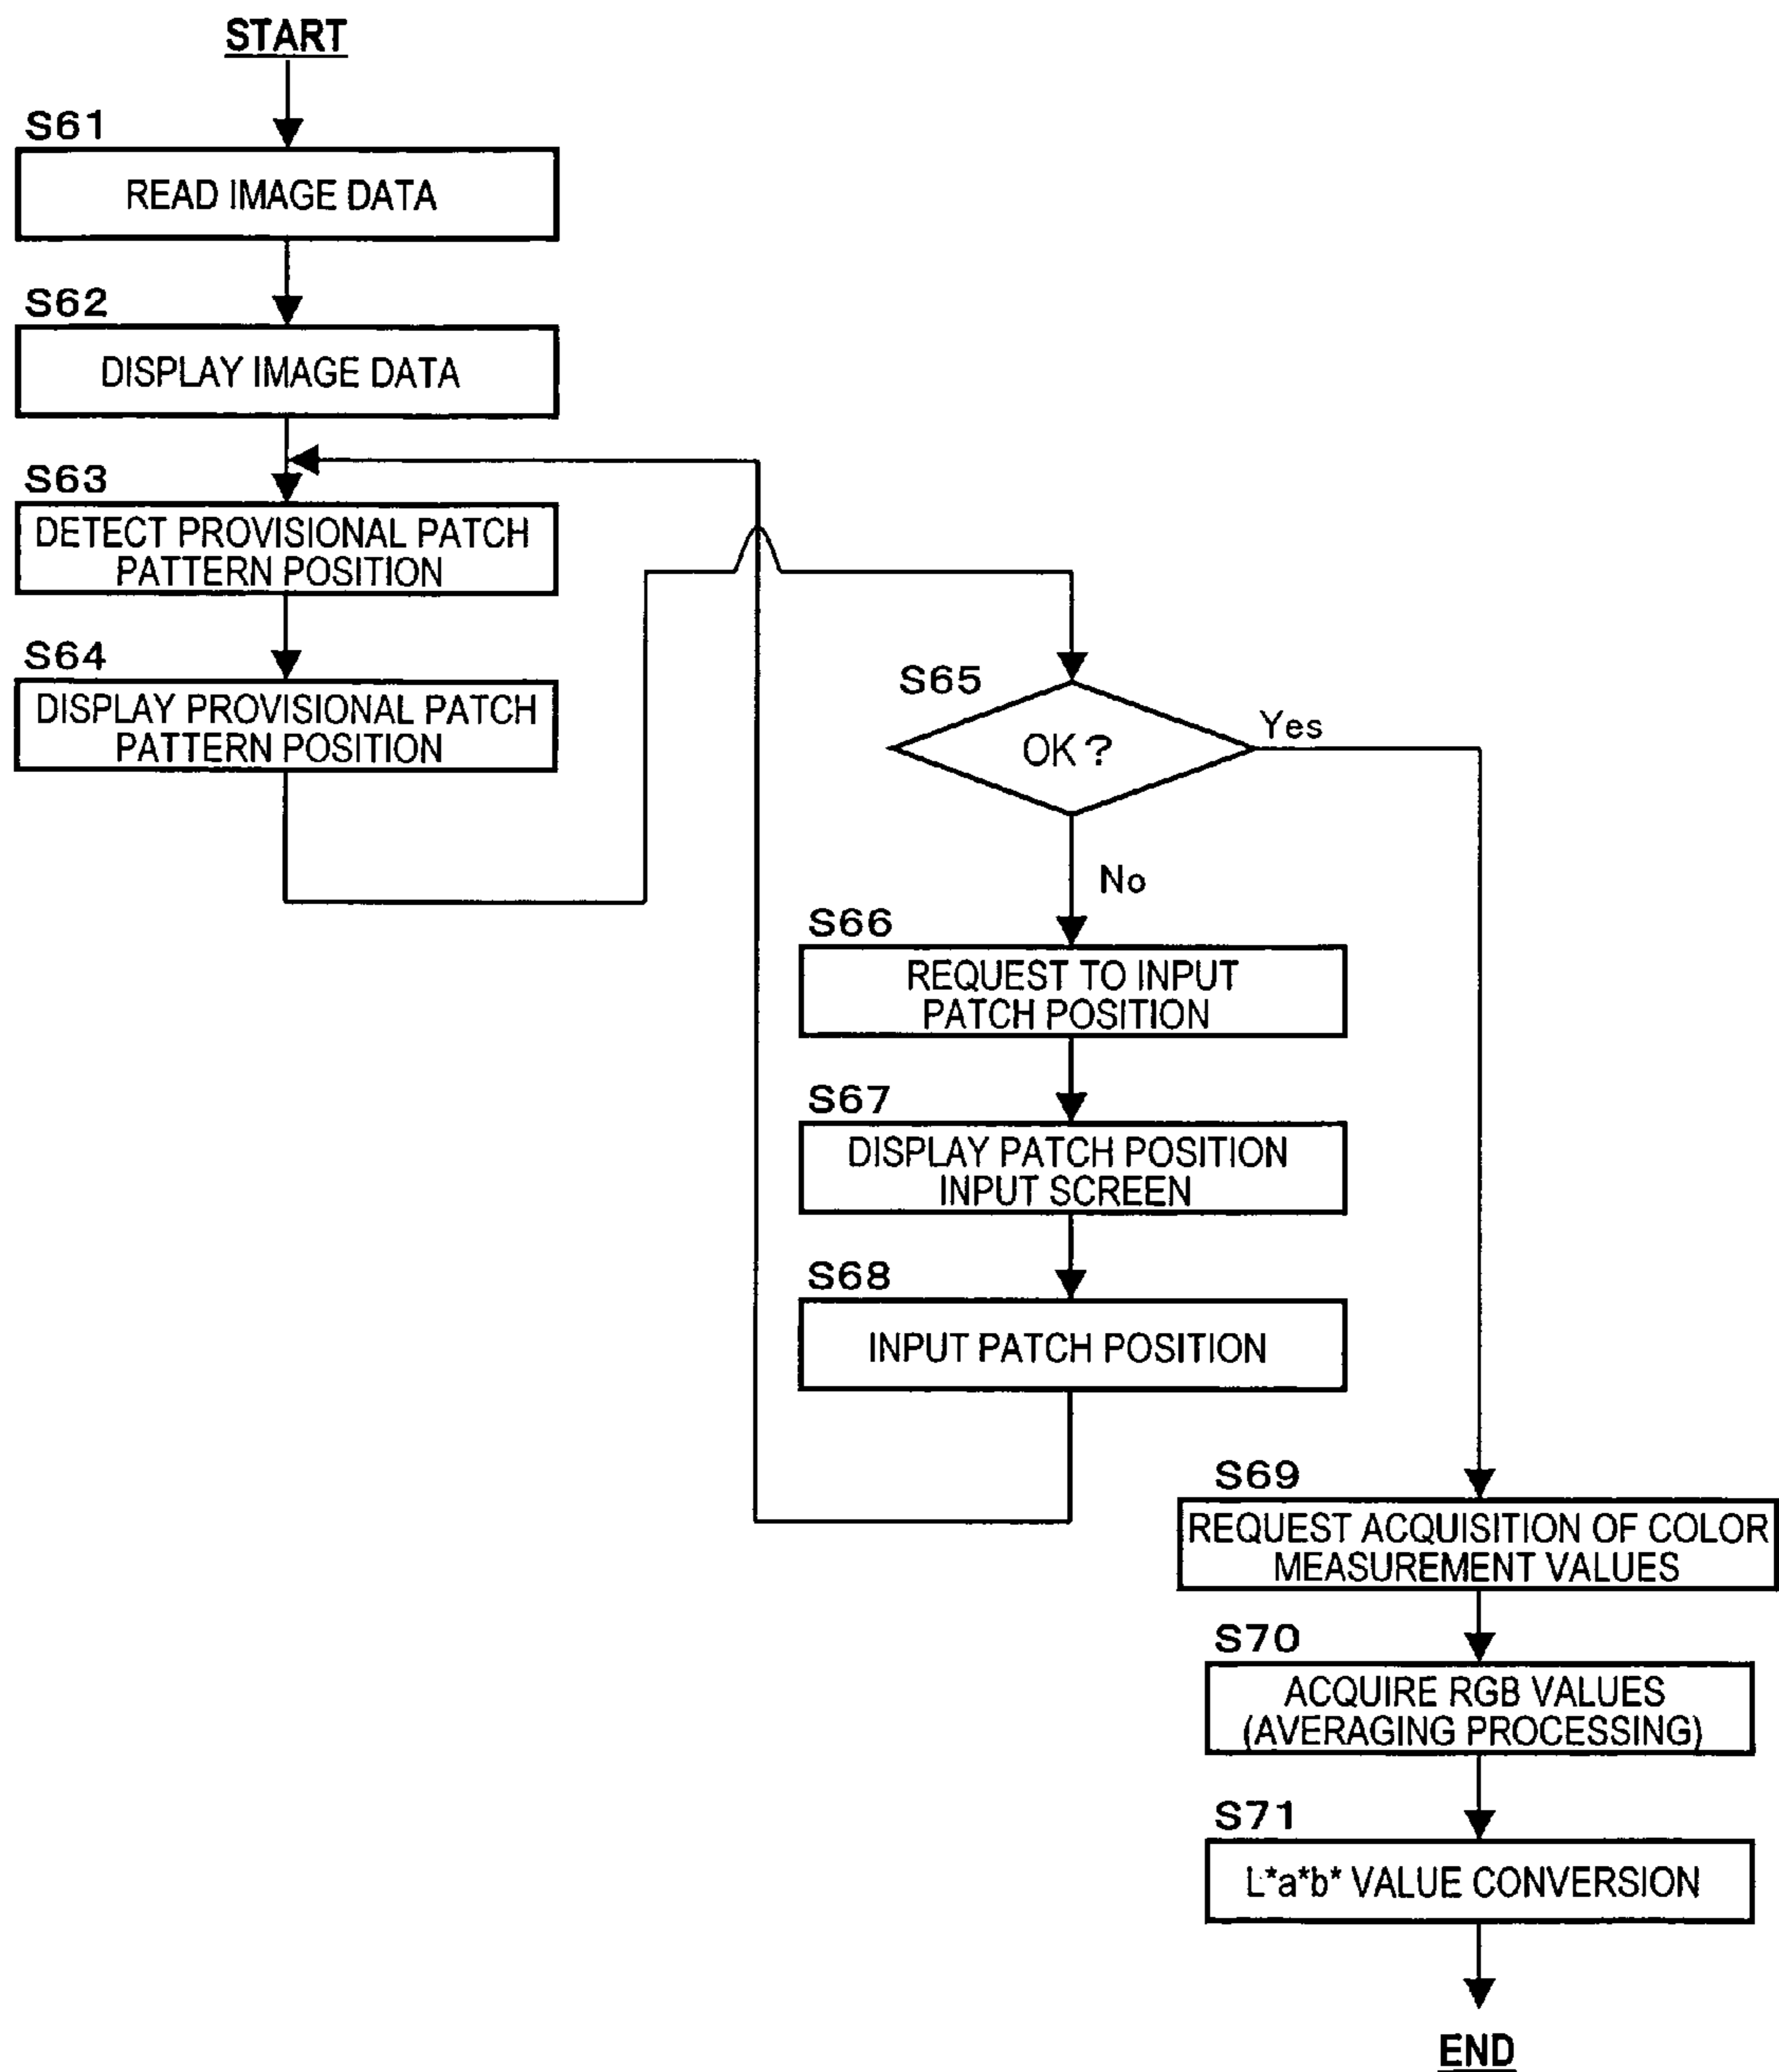 START
S61
READ IMAGE DATA
S62
DISPLAY IMAGE DATA
S63
DETECT PROVISIONAL PATCH
PATTERN POSITION
S64
DISPLAY PROVISIONAL PATCH
PATTERN POSITION
S65
OK?
Yes
No
S66
REQUEST TO INPUT
PATCH POSITION
S67
DISPLAY PATCH POSITION
INPUT SCREEN
S68
INPUT PATCH POSITION
S69
REQUEST ACQUISITION OF COLOR
MEASUREMENT VALUES
S70
ACQUIRE RGB VALUES
(AVERAGING PROCESSING)
S71
L*a*b* VALUE CONVERSION
END